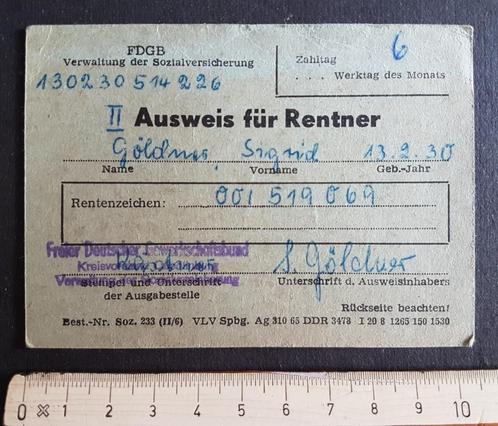 FDGB
Verwaltung der Sozialversicherung
130230514226
Zahltag 6
. . . Werktag des Monats
II Ausweis für Rentner
Göldner, Sigrid 13.2.30
Name Vorname Geb.-Jahr
Rentenzeichen: 001 519 069
Freier Deutscher Gewerkschaftsbund
S. Göldner
Stempel und Unterschrift
der Ausgabestelle
Unterschrift d. Ausweisinhabers
Rückseite beachten!
Best.-Nr. Soz. 233 (II/6) VLV Spbg. Ag 310 65 DDR 3478 I 20 8 1265 150 1530
0 1 2 3 4 5 6 7 8 9 10